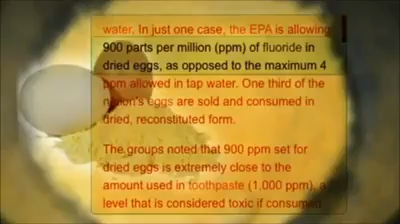 water. In just one case, the EPA is allowing
900 parts per million (ppm) of fluoride in
dried eggs, as opposed to the maximum 4
ppm allowed in tap water. One third of the
nation's eggs are sold and consumed in
dried, reconstituted form.
The groups noted that 900 ppm set for
dried eggs is extremely close to the
amount used in toothpaste (1,000 ppm), a
level that is considered toxic if consumed